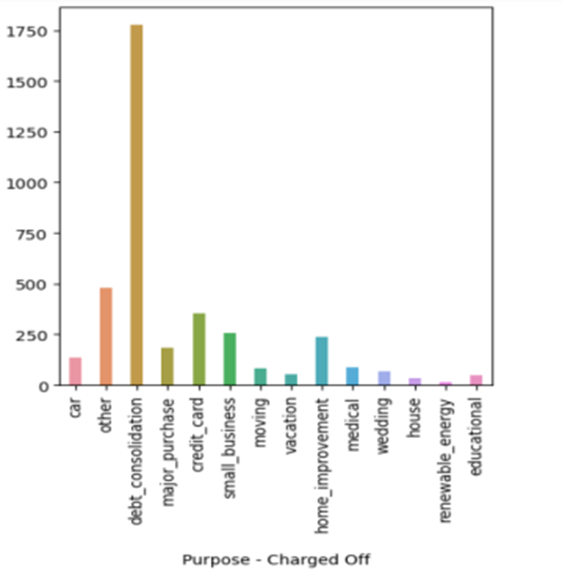 1750
1500
1250
1000
750
500
250
0
car
other
debt_consolidation
major_purchase
credit_card
small_business
moving
vacation
home_improvement
medical
wedding
house
renewable_energy
educational
Purpose - Charged Off